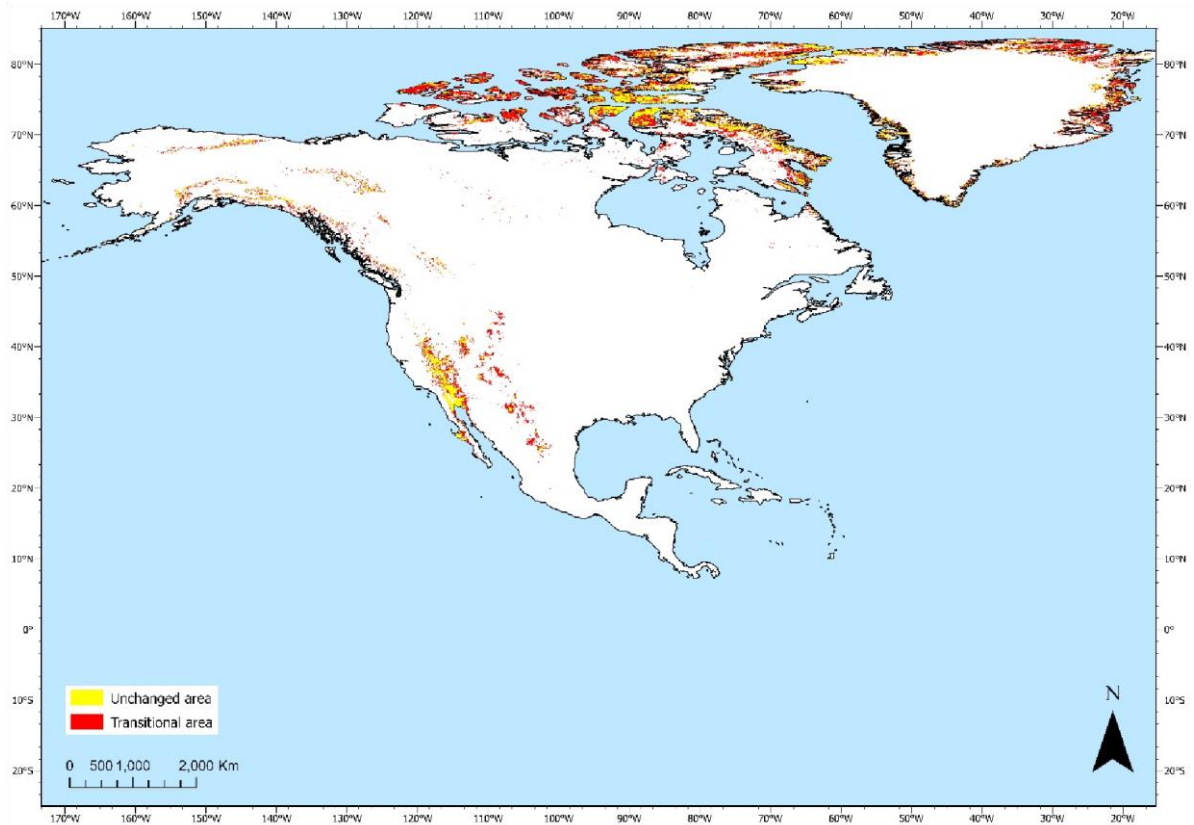 170°W 160°W 150°W 140°W 130°W 120°W 110°W 100°W 90°W 80°W 70°W 60°W 50°W 40°W 30°W 20°W
80°N 80°N
70°N 70°N
60°N 60°N
50°N 50°N
40°N 40°N
30°N 30°N
20°N 20°N
10°N 10°N
0° 0°
Unchanged area
Transitional area
N
10°S 10°S
0 500 1,000 2,000 Km
20°S 20°S
170°W 160°W 150°W 140°W 130°W 120°W 110°W 100°W 90°W 80°W 70°W 60°W 50°W 40°W 30°W 20°W